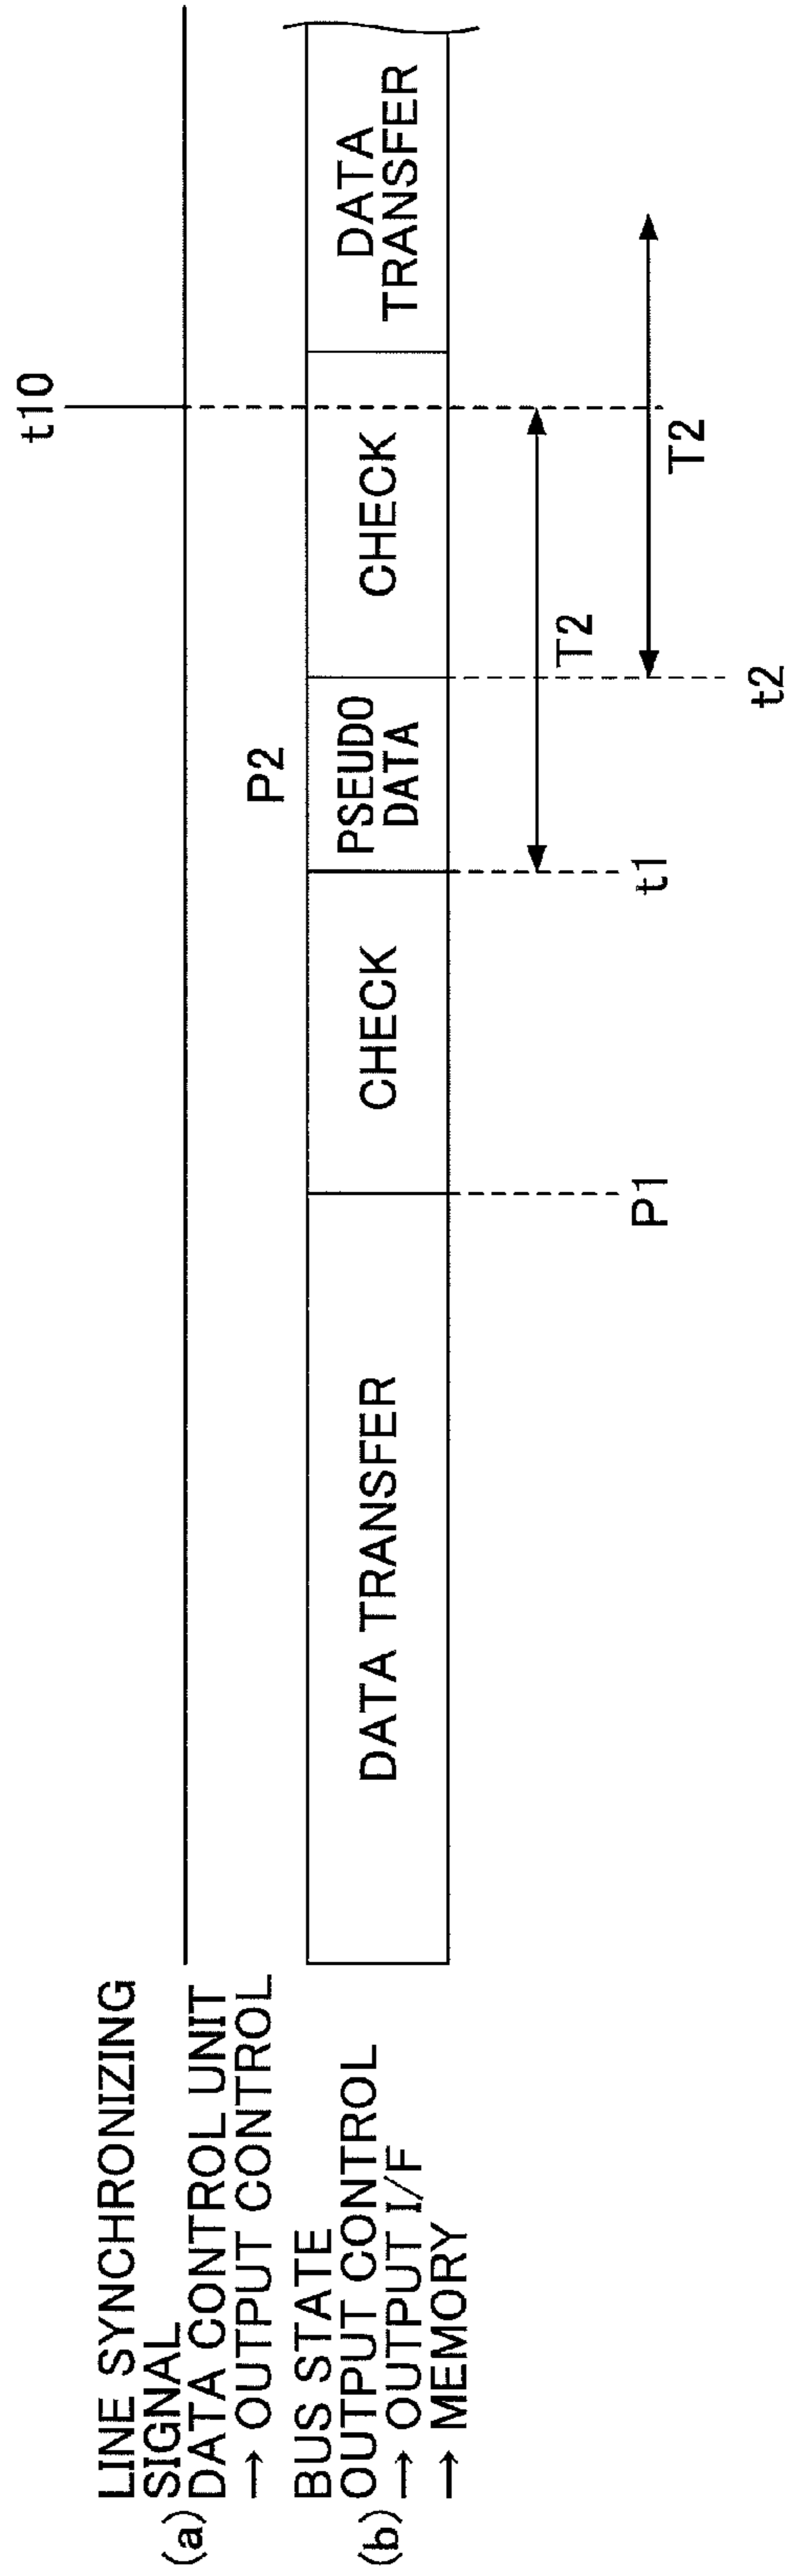 LINE SYNCHRONIZING
SIGNAL
(a) DATA CONTROL UNIT
→ OUTPUT CONTROL
BUS STATE
OUTPUT CONTROL
(b) → OUTPUT I/F
→ MEMORY
t10
P2
DATA TRANSFER
CHECK
PSEUDO
DATA
CHECK
DATA
TRANSFER
T2
P1
t1
T2
t2